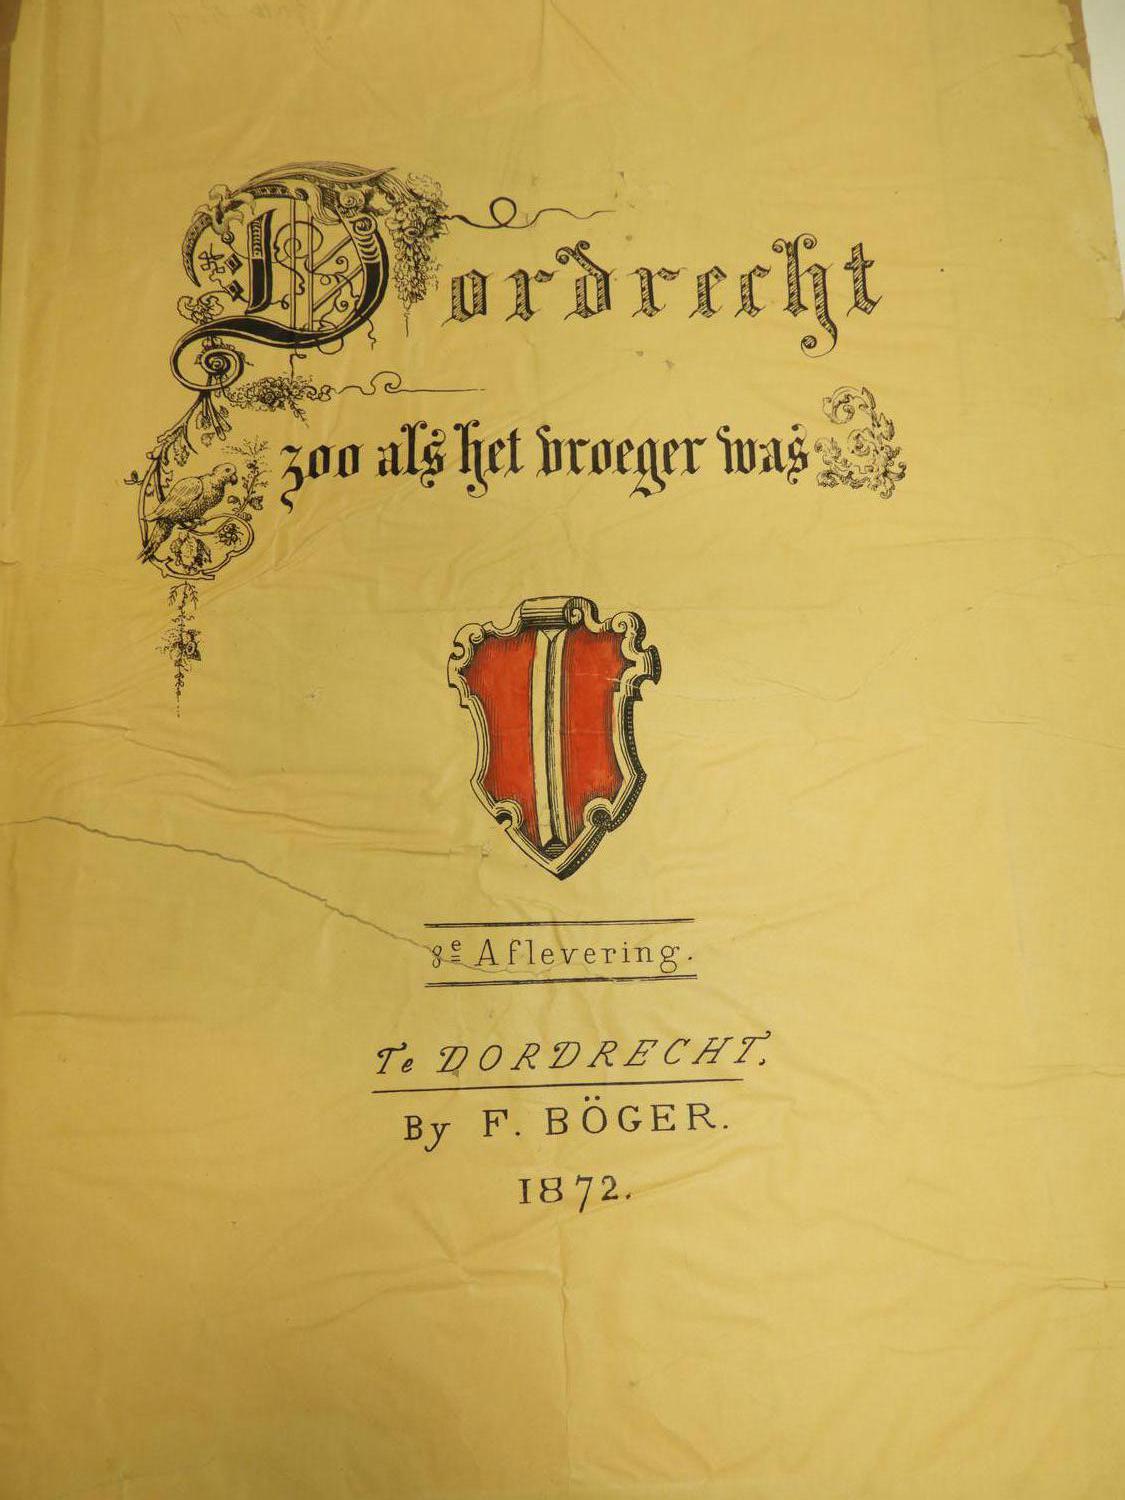 Dordrecht
zoo als het vroeger was
8e Aflevering.
Te DORDRECHT.
By F. BÖGER.
1872.